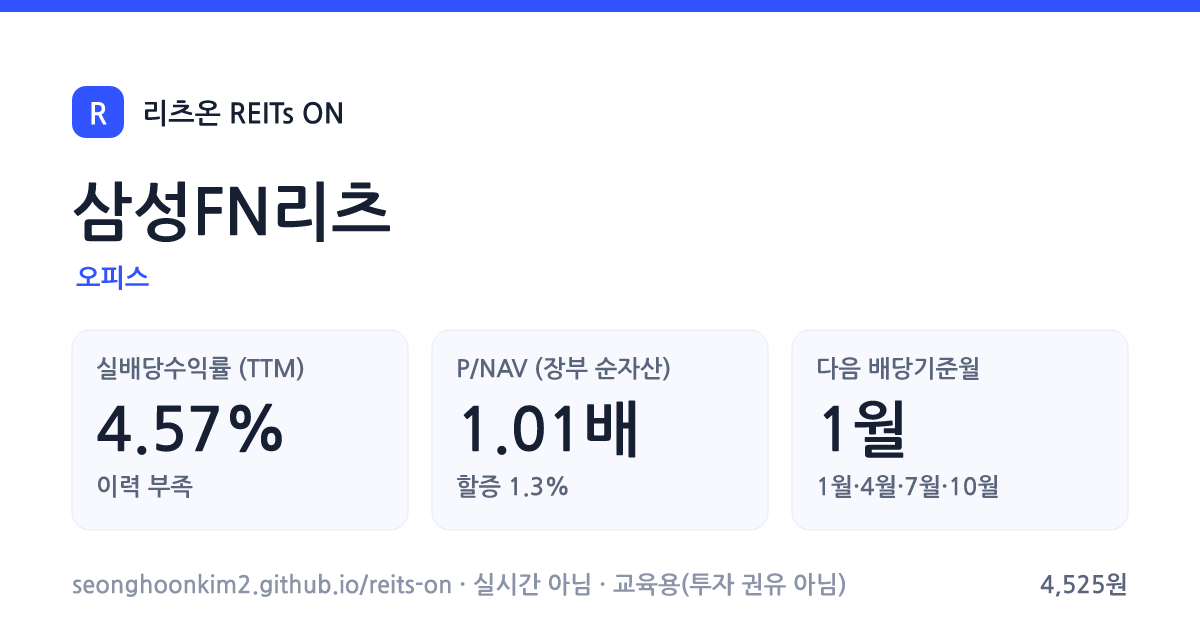 R 리츠온 REITs ON
삼성FN리츠
오피스
실배당수익률 (TTM)
4.57%
이력 부족
P/NAV (장부 순자산)
1.01배
할증 1.3%
다음 배당기준월
1월
1월·4월·7월·10월
seonghoonkim2.github.io/reits-on · 실시간 아님 · 교육용(투자 권유 아님)
4,525원